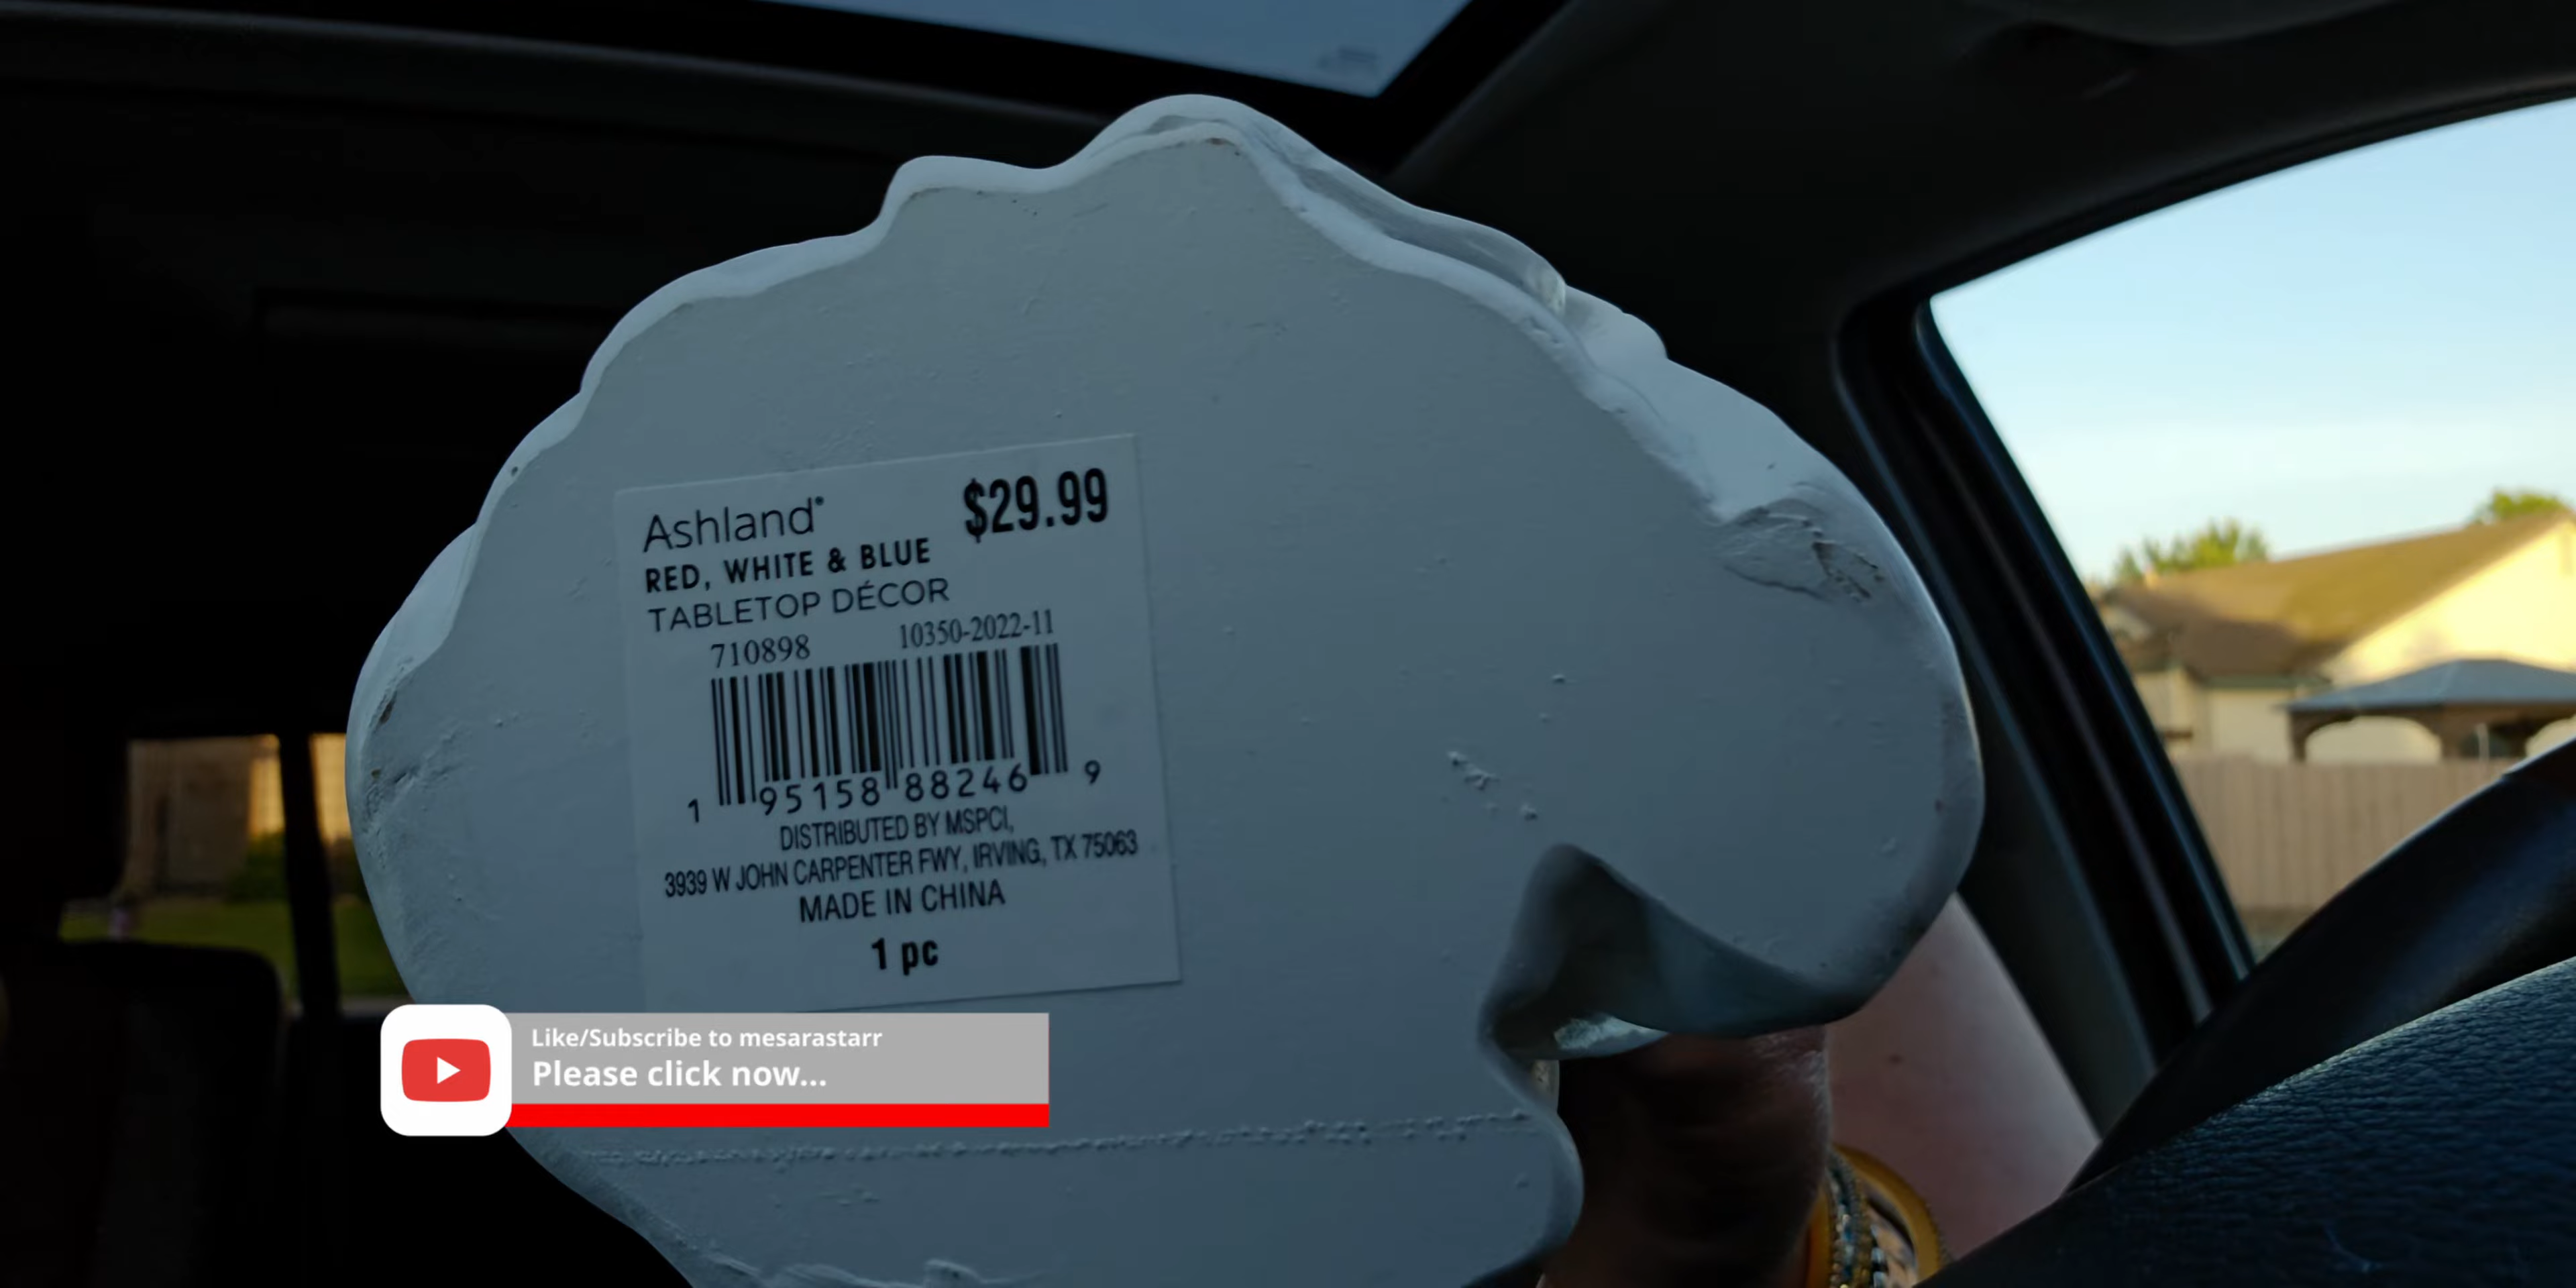 Ashland®
$29.99
RED, WHITE & BLUE
TABLETOP DÉCOR
710898 10350-2022-11
1 95158 88246 9
DISTRIBUTED BY MSPCI,
3939 W JOHN CARPENTER FWY, IRVING, TX 75063
MADE IN CHINA
1 pc
Like/Subscribe to mesarastarr
Please click now...